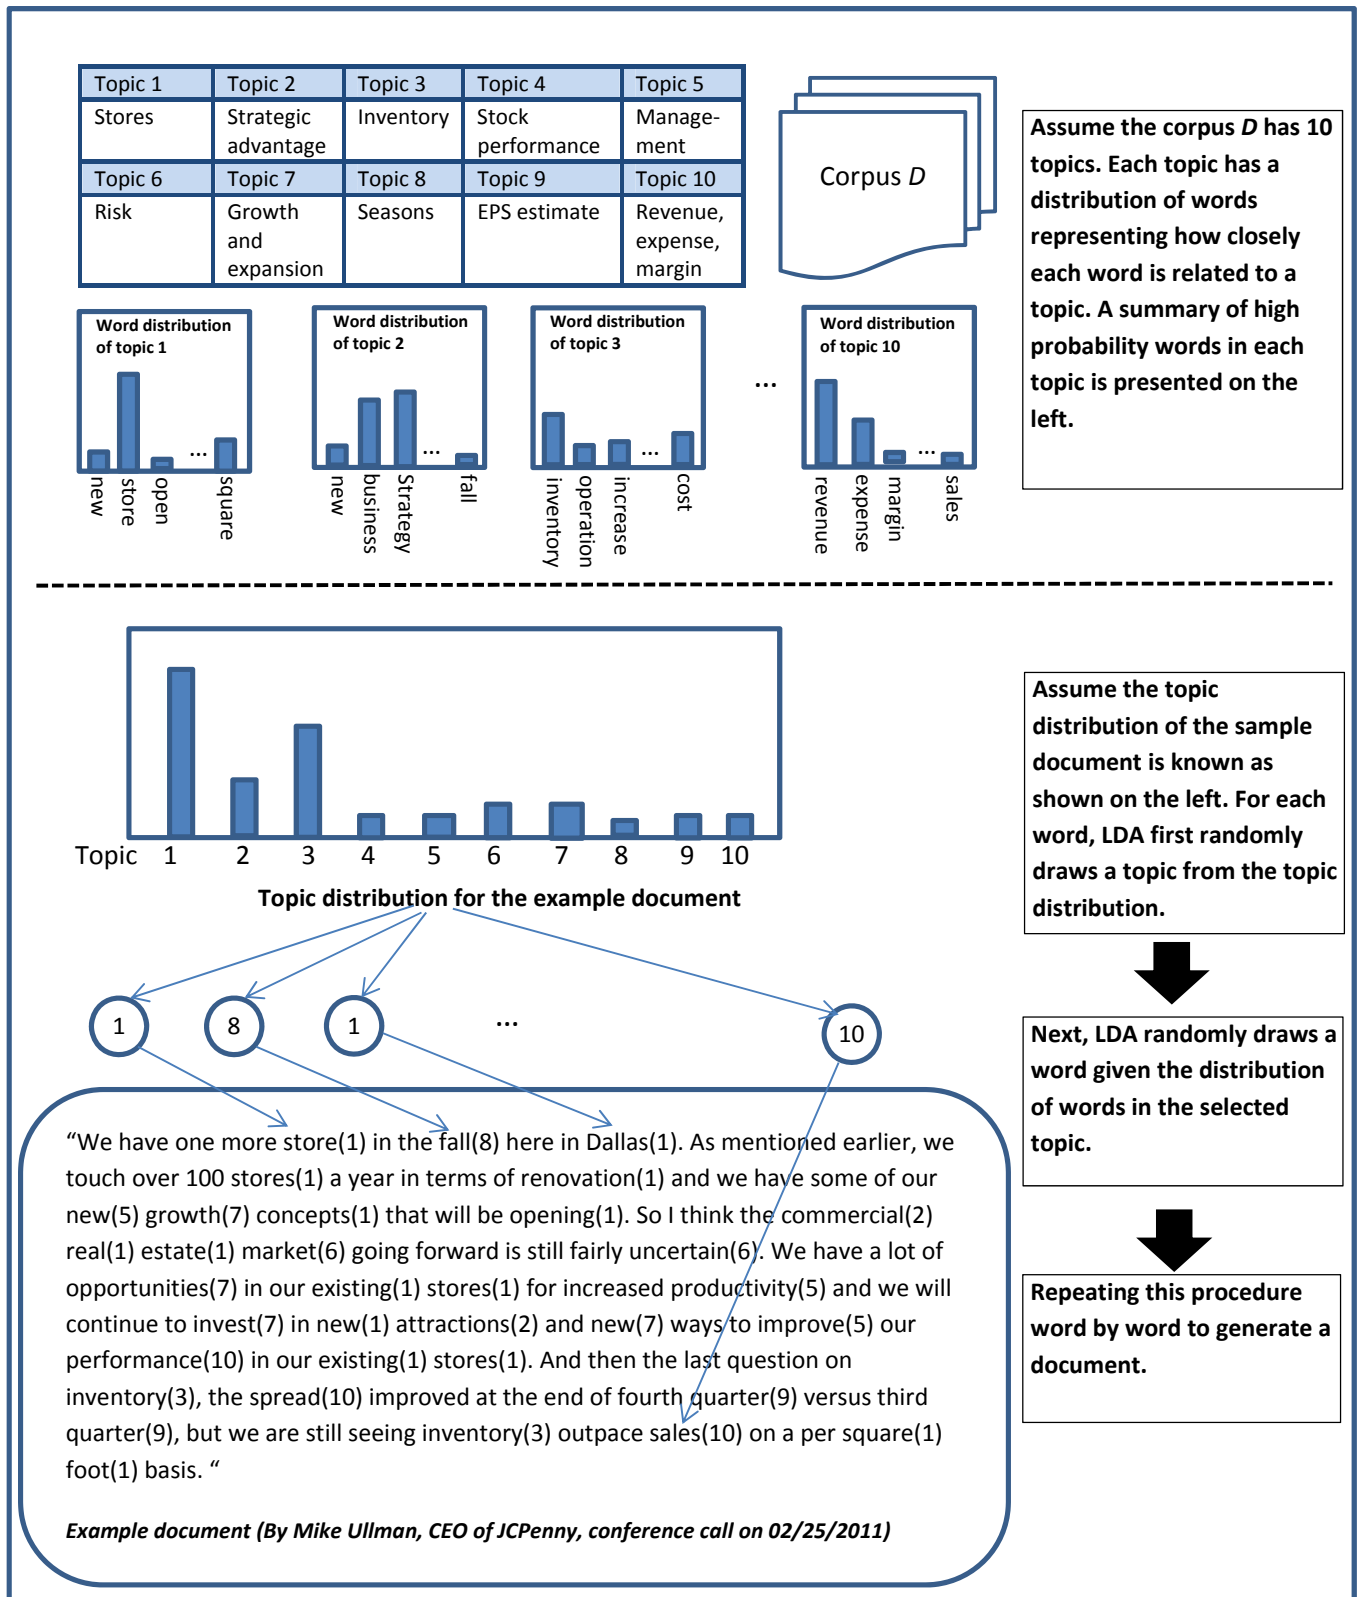 Topic 1 Topic 2 Topic 3 Topic 4 Topic 5
Stores Strategic advantage Inventory Stock performance Manage-ment
Topic 6 Topic 7 Topic 8 Topic 9 Topic 10
Risk Growth and expansion Seasons EPS estimate Revenue, expense, margin
Corpus D
Assume the corpus D has 10
topics. Each topic has a
distribution of words
representing how closely
each word is related to a
topic. A summary of high
probability words in each
topic is presented on the
left.
Word distribution
of topic 1
... 
new store open square
Word distribution
of topic 2
...
new business Strategy fall
Word distribution
of topic 3
...
inventory operation increase cost
...
Word distribution
of topic 10
...
revenue expense margin sales
Topic 1 2 3 4 5 6 7 8 9 10
Topic distribution for the example document
Assume the topic
distribution of the sample
document is known as
shown on the left. For each
word, LDA first randomly
draws a topic from the topic
distribution.
1 8 1 ... 10
Next, LDA randomly draws a
word given the distribution
of words in the selected
topic.
Repeating this procedure
word by word to generate a
document.
“We have one more store(1) in the fall(8) here in Dallas(1). As mentioned earlier, we
touch over 100 stores(1) a year in terms of renovation(1) and we have some of our
new(5) growth(7) concepts(1) that will be opening(1). So I think the commercial(2)
real(1) estate(1) market(6) going forward is still fairly uncertain(6). We have a lot of
opportunities(7) in our existing(1) stores(1) for increased productivity(5) and we will
continue to invest(7) in new(1) attractions(2) and new(7) ways to improve(5) our
performance(10) in our existing(1) stores(1). And then the last question on
inventory(3), the spread(10) improved at the end of fourth quarter(9) versus third
quarter(9), but we are still seeing inventory(3) outpace sales(10) on a per square(1)
foot(1) basis. “
Example document (By Mike Ullman, CEO of JCPenny, conference call on 02/25/2011)